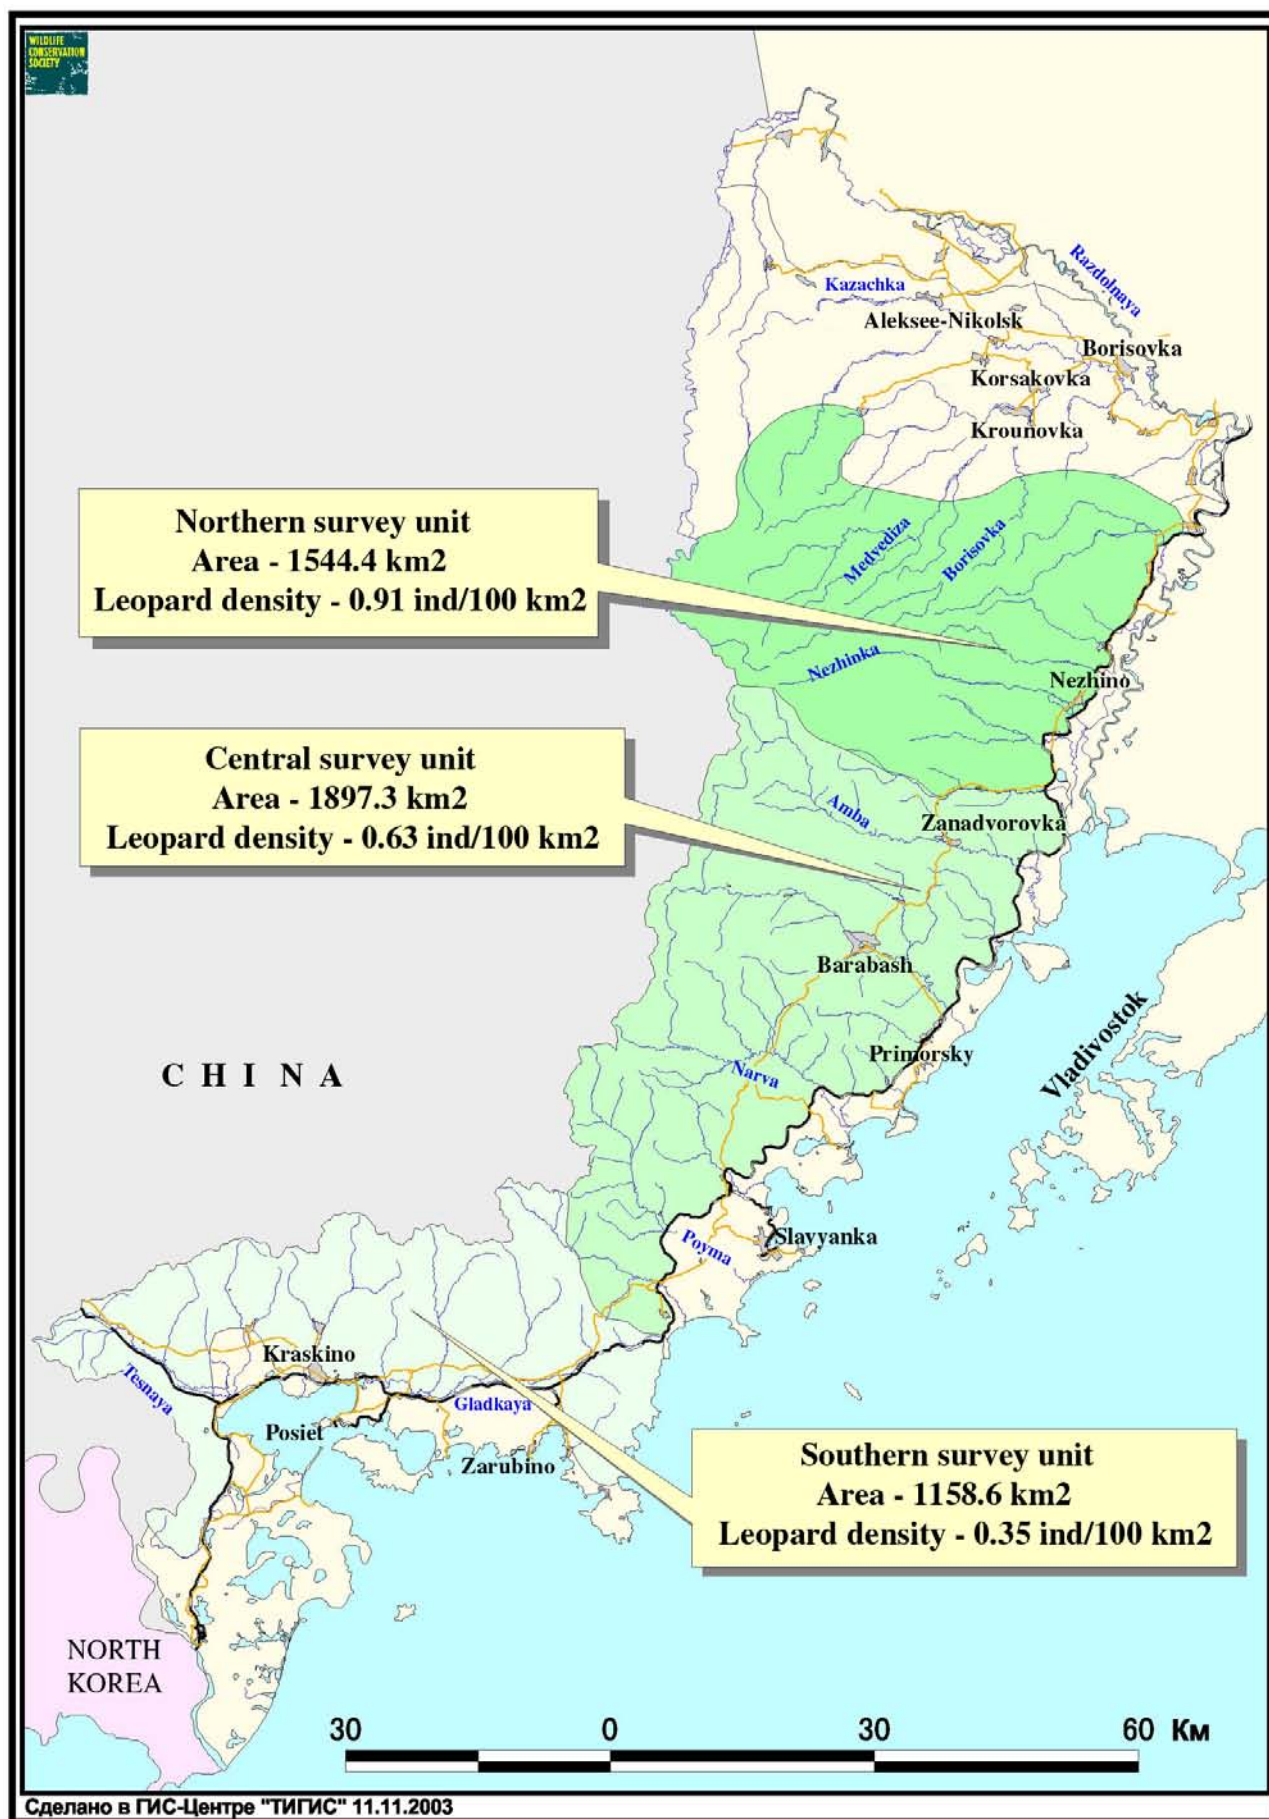 WILDLIFE
CONSERVATION
SOCIETY
Razdolnaya
Kazachka
Aleksee-Nikolsk
Borisovka
Korsakovka
Krounovka
Northern survey unit
Area - 1544.4 km2
Leopard density - 0.91 ind/100 km2
Medvediza
Borisovka
Nezhinka
Nezhino
Central survey unit
Area - 1897.3 km2
Leopard density - 0.63 ind/100 km2
Amba
Zanadvorovka
Barabash
Primorsky
Vladivostok
CHINA
Narva
Slavyanka
Poyma
Kraskino
Tesnaya
Gladkaya
Posiet
Zarubino
Southern survey unit
Area - 1158.6 km2
Leopard density - 0.35 ind/100 km2
NORTH
KOREA
30 0 30 60 Км
Сделано в ГИС-Центре "ТИГИС" 11.11.2003